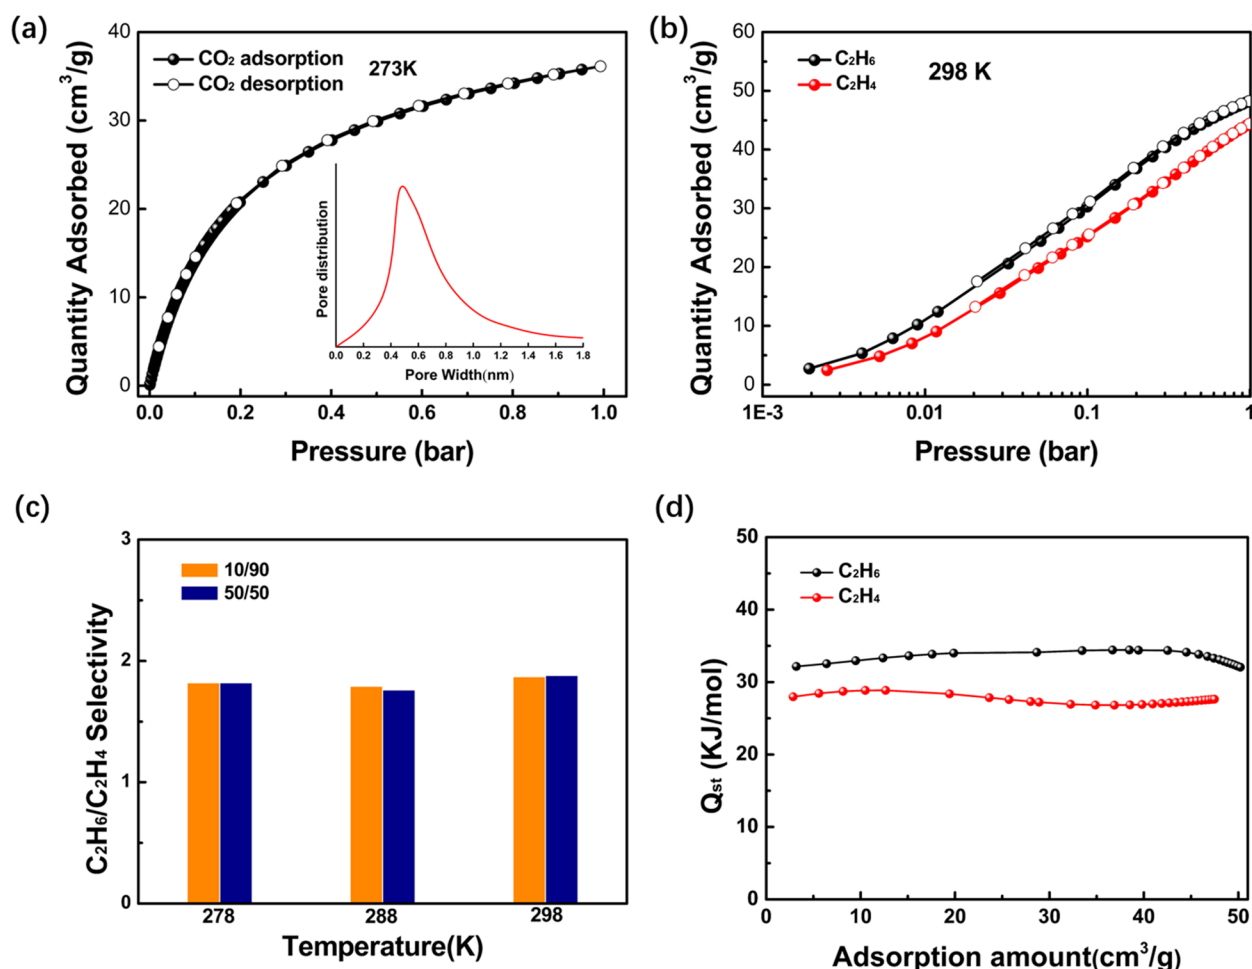 (a)
40
30
20
10
0
Quantity Adsorbed (cm³/g)
CO₂ adsorption
CO₂ desorption
273K
Pore distribution
0.0 0.2 0.4 0.6 0.8 1.0 1.2 1.4 1.6 1.8
Pore Width(nm)
0.0 0.2 0.4 0.6 0.8 1.0
Pressure (bar)
(b)
60
50
40
30
20
10
0
Quantity Adsorbed (cm³/g)
C₂H₆
C₂H₄
298 K
1E-3 0.01 0.1 1
Pressure (bar)
(c)
3
2
1
0
C₂H₆/C₂H₄ Selectivity
10/90
50/50
278 288 298
Temperature(K)
(d)
50
40
30
20
10
0
Qst (KJ/mol)
C₂H₆
C₂H₄
0 10 20 30 40 50
Adsorption amount(cm³/g)